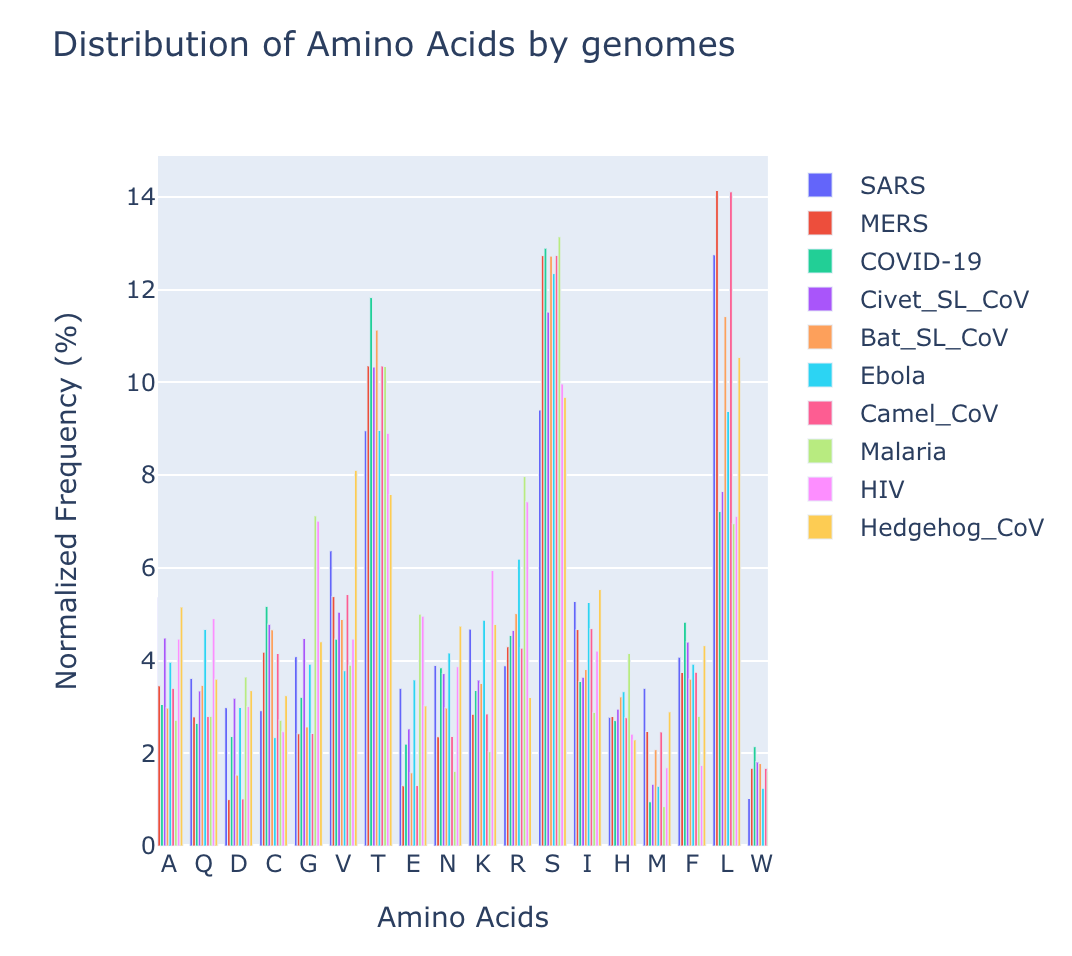 Distribution of Amino Acids by genomes
14
12
10
8
6
4
2
0
Normalized Frequency (%)
A Q D C G V T E N K R S I H M F L W
Amino Acids
SARS
MERS
COVID-19
Civet_SL_CoV
Bat_SL_CoV
Ebola
Camel_CoV
Malaria
HIV
Hedgehog_CoV